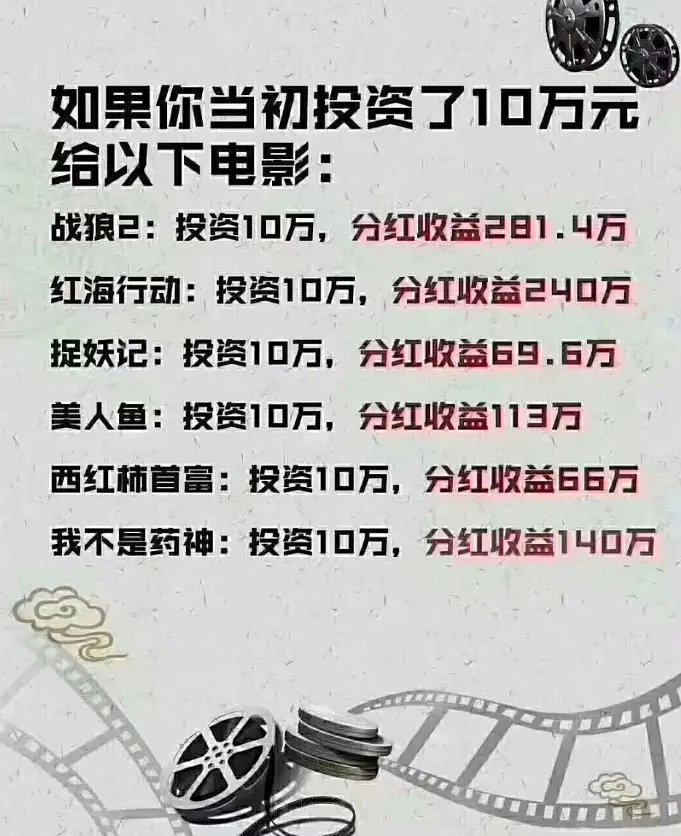 如果你当初投资了10万元
给以下电影：
战狼2：投资10万，分红收益281.4万
红海行动：投资10万，分红收益240万
捉妖记：投资10万，分红收益69.6万
美人鱼：投资10万，分红收益113万
西红柿首富：投资10万，分红收益66万
我不是药神：投资10万，分红收益140万